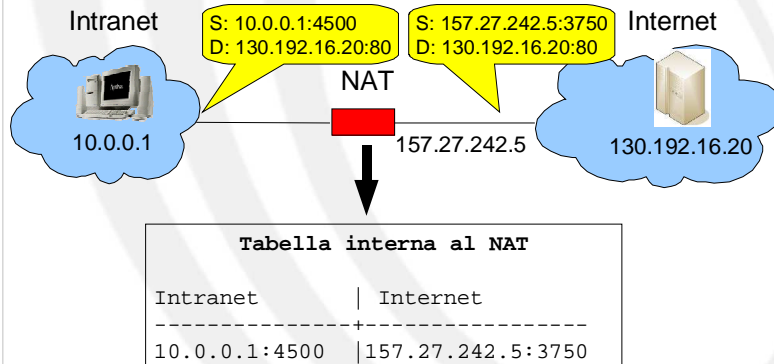 Intranet
S: 10.0.0.1:4500
D: 130.192.16.20:80
S: 157.27.242.5:3750
D: 130.192.16.20:80
Internet
NAT
10.0.0.1
157.27.242.5
130.192.16.20
Tabella interna al NAT
Intranet | Internet
---------------+-----------------
10.0.0.1:4500 |157.27.242.5:3750